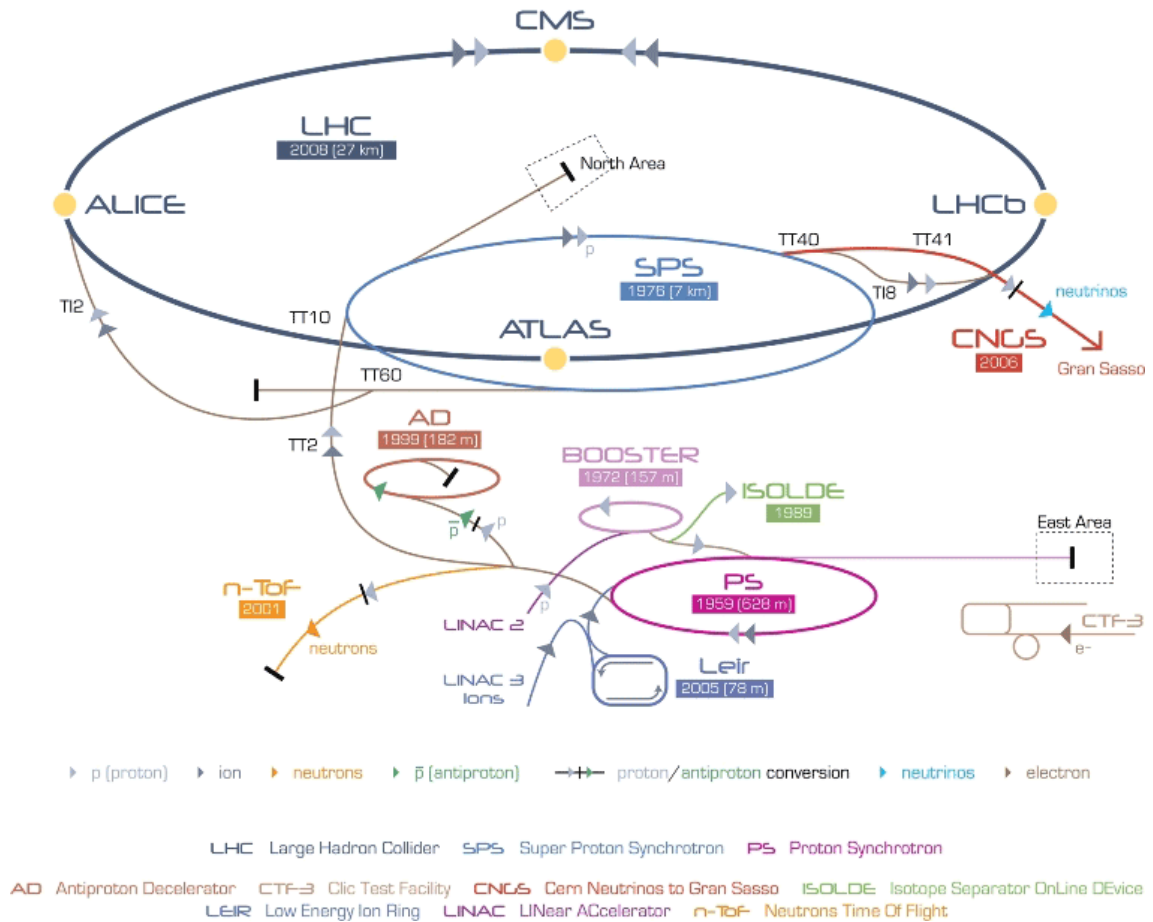 CMS
LHC
2008 (27 km)
North Area
ALICE
LHCb
TT40
TT41
p
SPS
1976 (7 km)
TI8
neutrinos
TI2
TT10
ATLAS
CNGS
2006
Gran Sasso
TT60
AD
1999 (182 m)
TT2
BOOSTER
1972 (157 m)
ISOLDE
1989
p̅
p
East Area
n-ToF
2001
PS
1959 (628 m)
p
LINAC 2
CTF-3
e-
neutrons
LINAC 3
Ions
Leir
2005 (78 m)
p (proton) ion neutrons p̅ (antiproton) proton/antiproton conversion neutrinos electron
LHC Large Hadron Collider SPS Super Proton Synchrotron PS Proton Synchrotron
AD Antiproton Decelerator CTF-3 Clic Test Facility CNGS Cern Neutrinos to Gran Sasso ISOLDE Isotope Separator OnLine DEvice
LEIR Low Energy Ion Ring LINAC LINear ACcelerator n-ToF Neutrons Time Of Flight